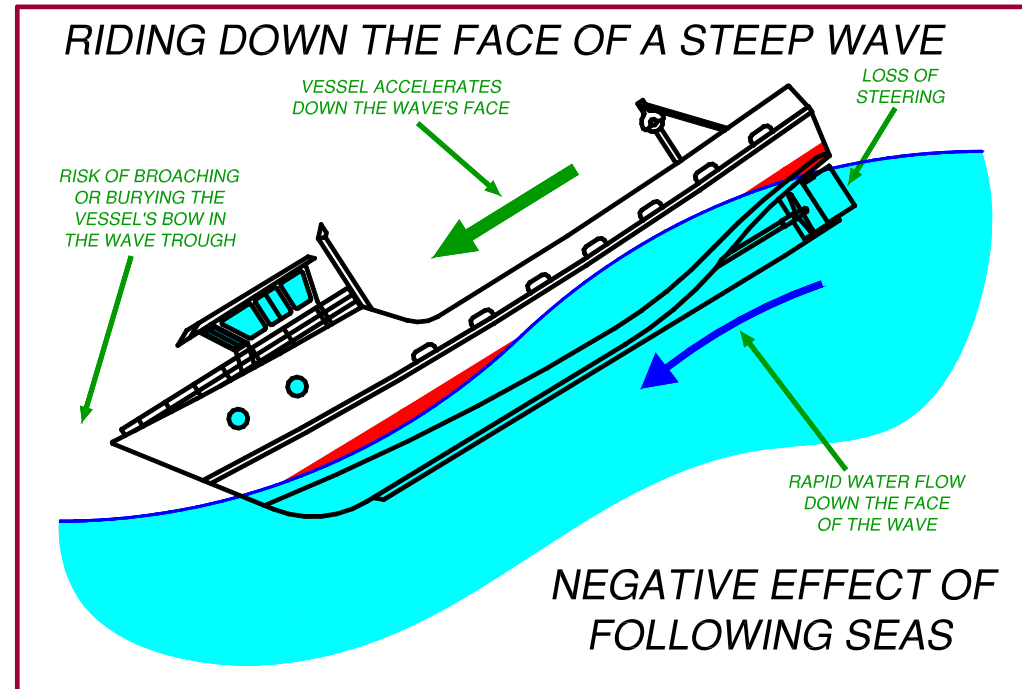 RIDING DOWN THE FACE OF A STEEP WAVE
VESSEL ACCELERATES
DOWN THE WAVE'S FACE
LOSS OF
STEERING
RISK OF BROACHING
OR BURYING THE
VESSEL'S BOW IN
THE WAVE TROUGH
RAPID WATER FLOW
DOWN THE FACE
OF THE WAVE
NEGATIVE EFFECT OF
FOLLOWING SEAS